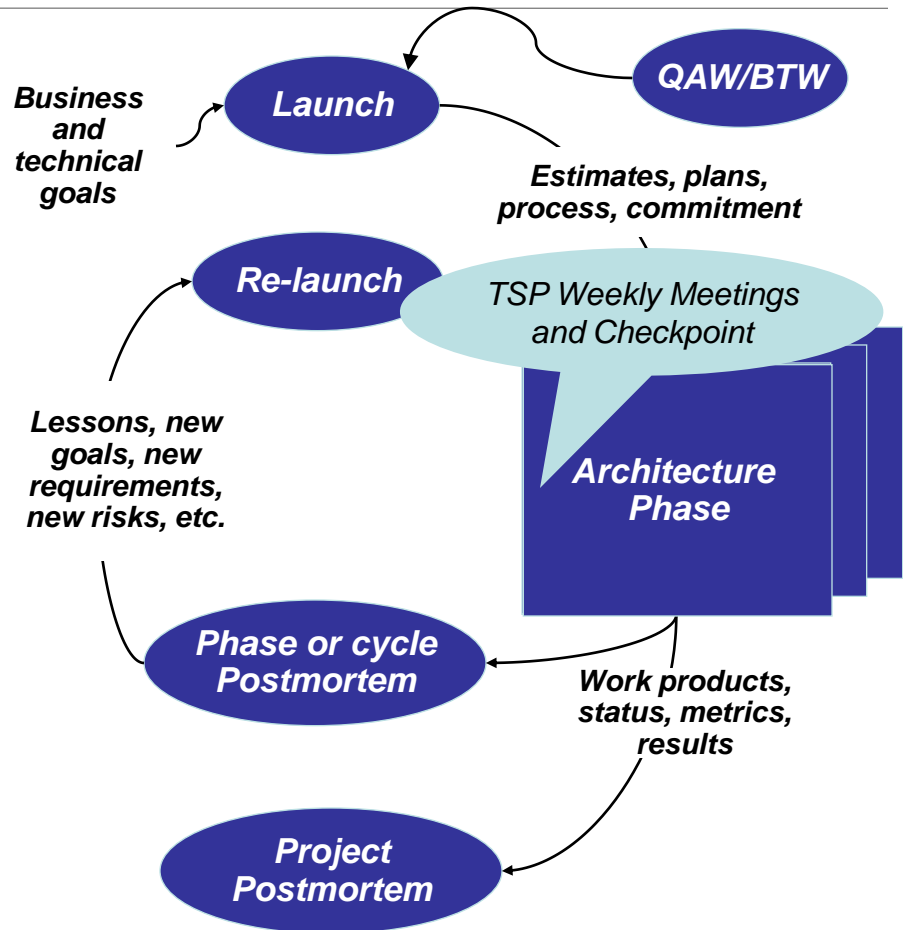 QAW/BTW
Launch
Business
and
technical
goals
Estimates, plans,
process, commitment
Re-launch
TSP Weekly Meetings
and Checkpoint
Lessons, new
goals, new
requirements,
new risks, etc.
Architecture
Phase
Phase or cycle
Postmortem
Work products,
status, metrics,
results
Project
Postmortem